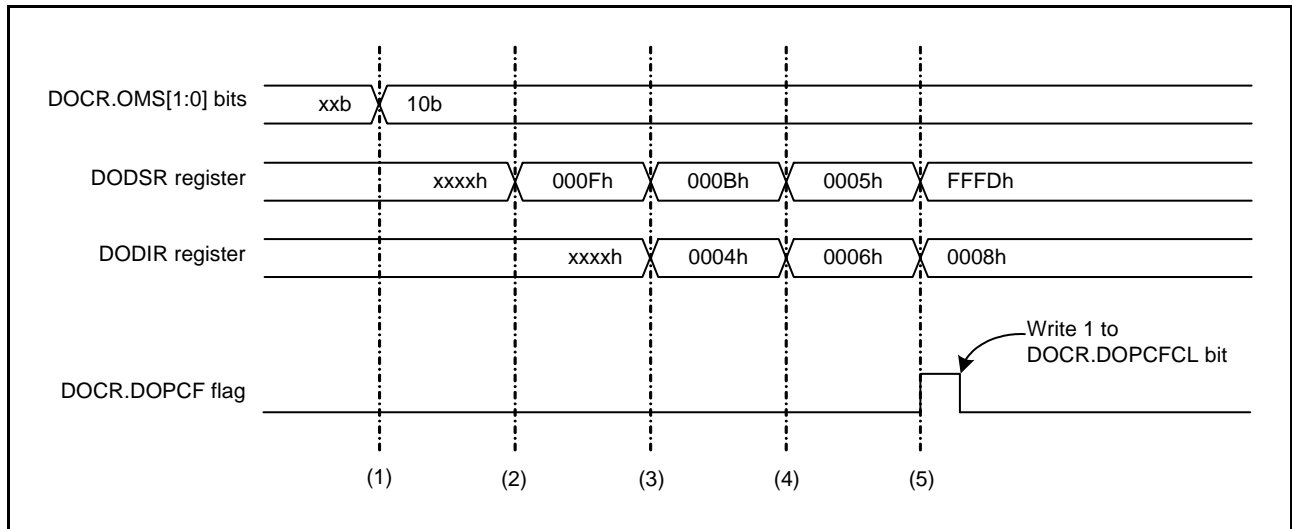 DOCR.OMS[1:0] bits xxb 10b
DODSR register xxxxh 000Fh 000Bh 0005h FFFDh
DODIR register xxxxh 0004h 0006h 0008h
Write 1 to
DOCR.DOPCFCL bit
DOCR.DOPCF flag
(1) (2) (3) (4) (5)